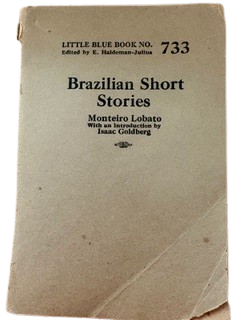 LITTLE BLUE BOOK NO. 733
Edited by E. Haldeman-Julius
Brazilian Short
Stories
Monteiro Lobato
With an Introduction by
Isaac Goldberg